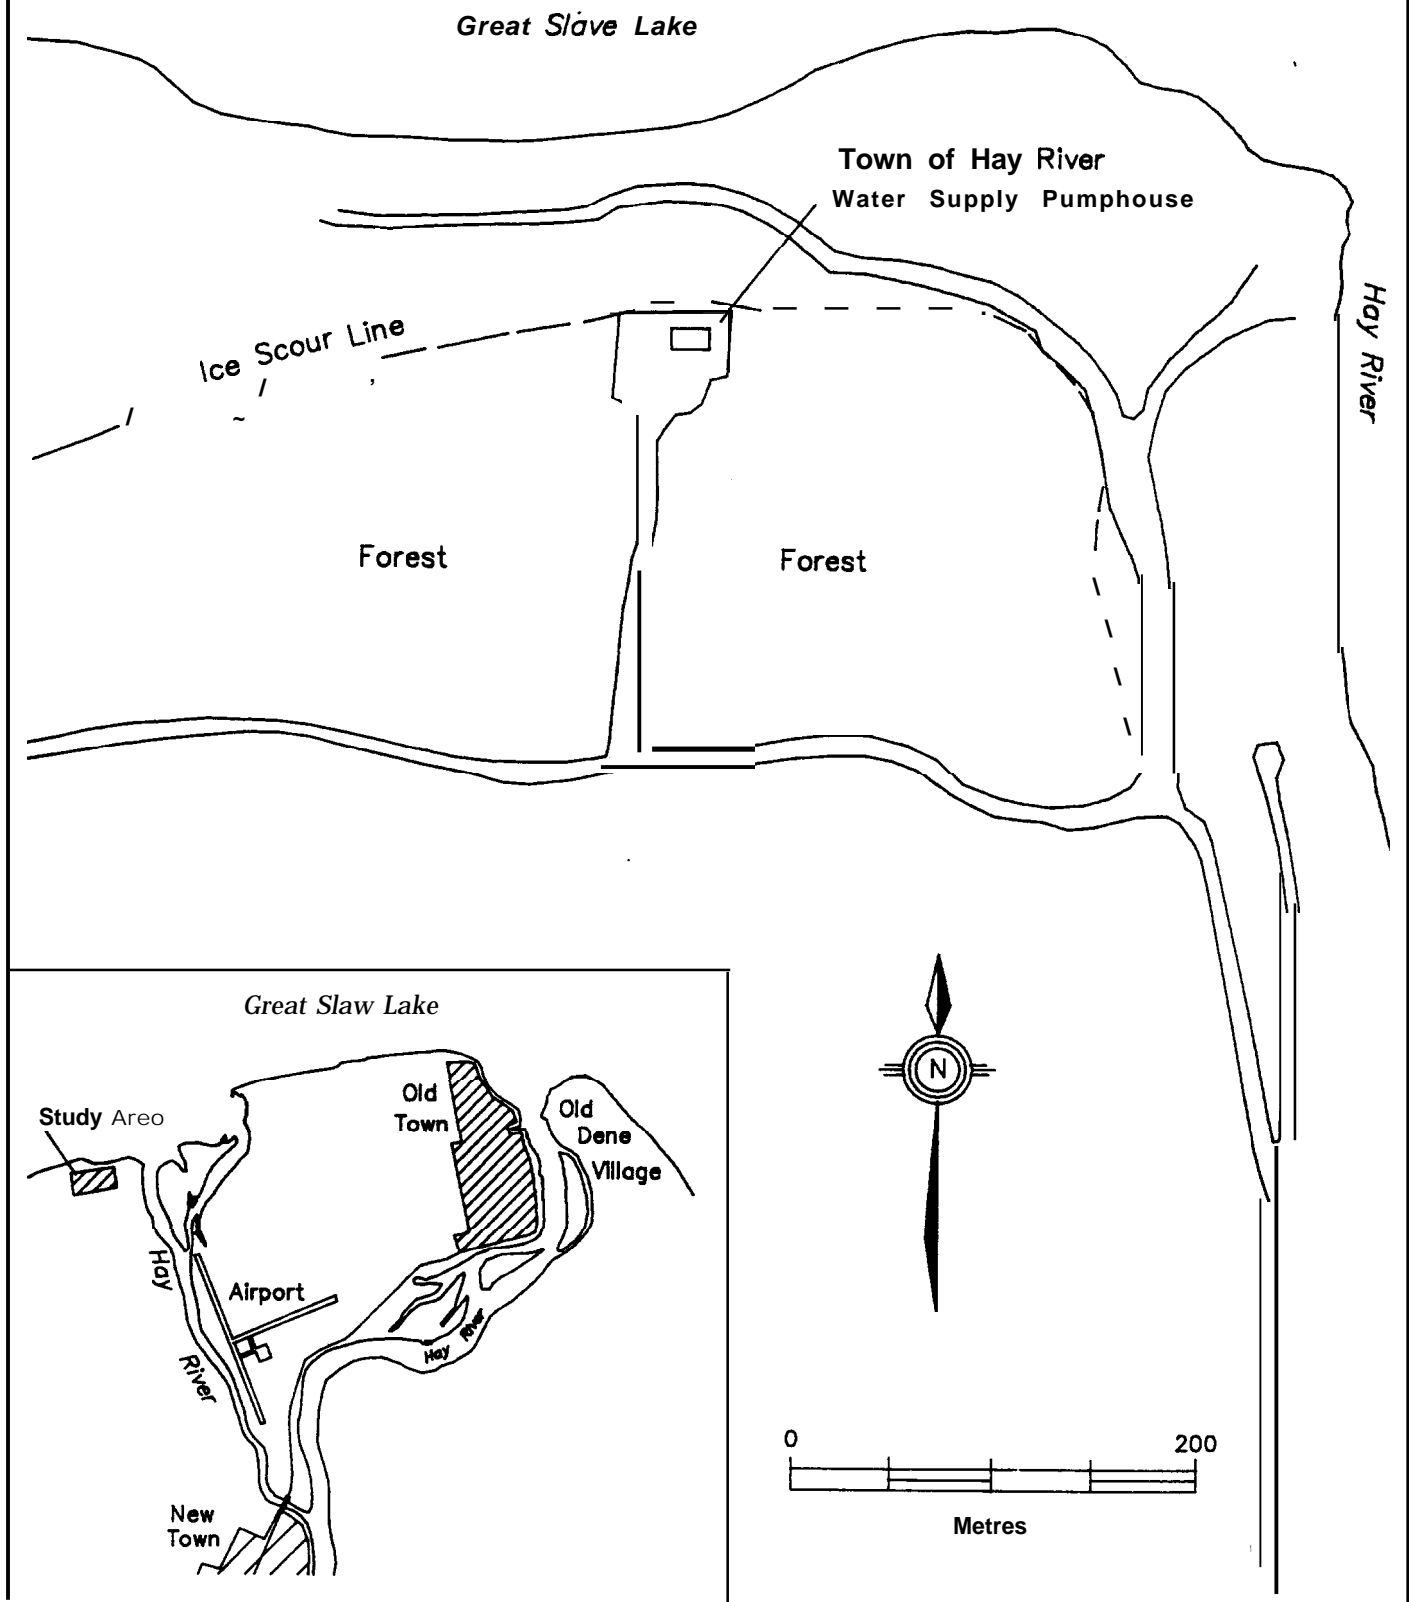 Great Slave Lake
Town of Hay River
Water Supply Pumphouse
Hay River
Ice Scour Line
Forest
Forest
Great Slaw Lake
Study Areo
Old
Town
Old
Dene
Village
Hay
River
Airport
Hay River
New
Town
N
0
200
Metres